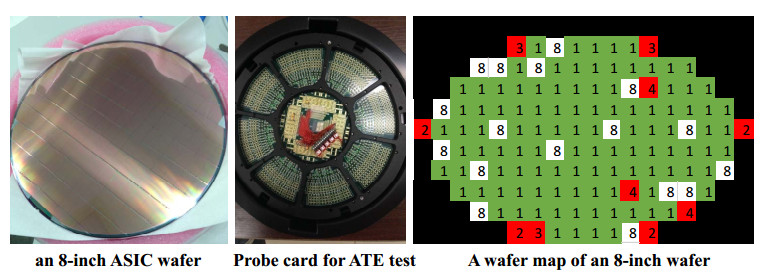 3 1 8 1 1 1 1 3
8 8 1 8 1 1 1 1 1 1 1 1
1 1 1 1 1 1 1 1 1 8 4 1 1 1
8 1 1 1 1 1 1 1 1 1 1 1 1 1 1 1
2 1 1 1 8 1 1 1 1 1 8 1 1 1 8 1 1 2
8 1 1 1 1 1 8 1 1 1 1 1 1 1 1 1
1 1 8 1 1 1 1 1 1 1 1 1 1 1 1 8
1 1 1 1 1 1 1 1 1 4 1 8 8 1
8 1 1 1 1 1 1 1 1 1 1 4
2 3 1 1 1 1 8 2
an 8-inch ASIC wafer
Probe card for ATE test
A wafer map of an 8-inch wafer